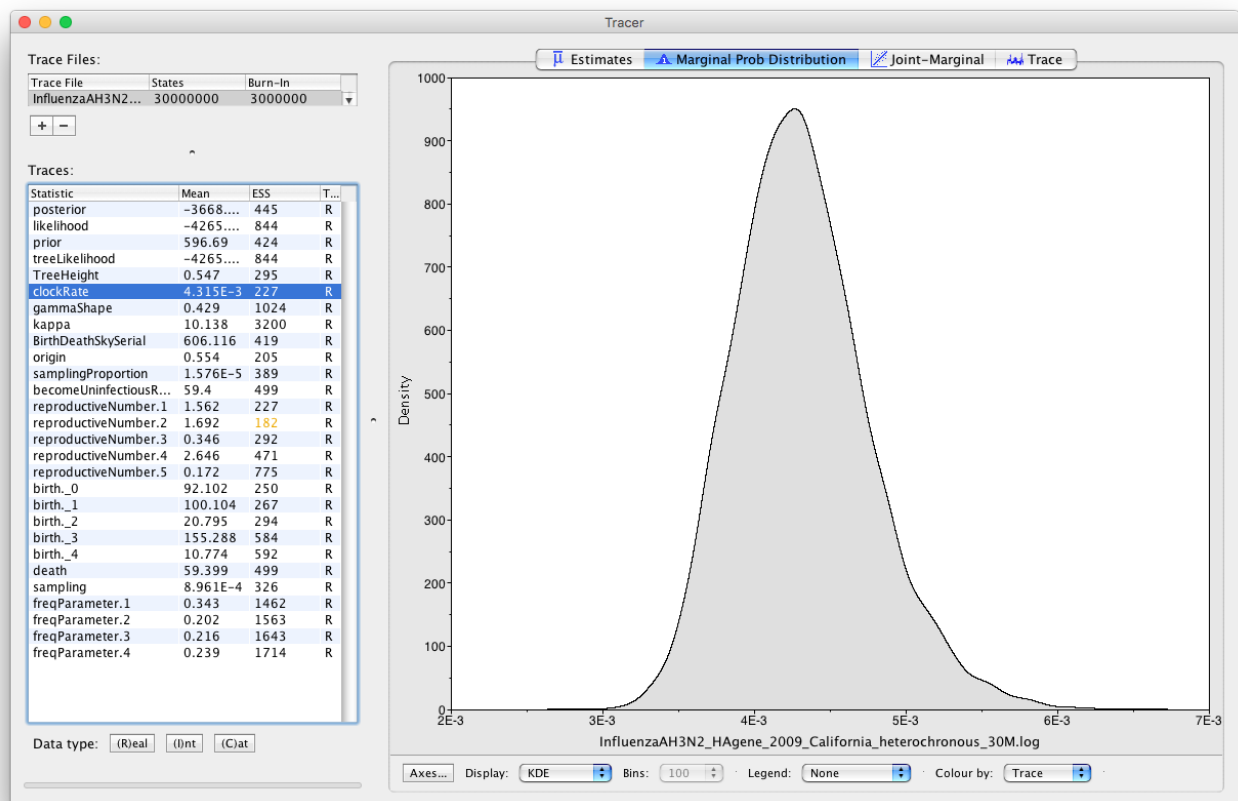 Tracer
Trace Files:
Trace File States Burn-In
InfluenzaAH3N2... 30000000 3000000
+ −
Traces:
Statistic Mean ESS T...
posterior -3668.... 445 R
likelihood -4265.... 844 R
prior 596.69 424 R
treeLikelihood -4265.... 844 R
TreeHeight 0.547 295 R
clockRate 4.315E-3 227 R
gammaShape 0.429 1024 R
kappa 10.138 3200 R
BirthDeathSkySerial 606.116 419 R
origin 0.554 205 R
samplingProportion 1.576E-5 389 R
becomeUninfectiousR... 59.4 499 R
reproductiveNumber.1 1.562 227 R
reproductiveNumber.2 1.692 182 R
reproductiveNumber.3 0.346 292 R
reproductiveNumber.4 2.646 471 R
reproductiveNumber.5 0.172 775 R
birth._0 92.102 250 R
birth._1 100.104 267 R
birth._2 20.795 294 R
birth._3 155.288 584 R
birth._4 10.774 592 R
death 59.399 499 R
sampling 8.961E-4 326 R
freqParameter.1 0.343 1462 R
freqParameter.2 0.202 1563 R
freqParameter.3 0.216 1643 R
freqParameter.4 0.239 1714 R
Data type: (R)eal (I)nt (C)at
μ Estimates Marginal Prob Distribution Joint-Marginal Trace
1000
900
800
700
600
500
400
300
200
100
0
Density
2E-3 3E-3 4E-3 5E-3 6E-3 7E-3
InfluenzaAH3N2_HAgene_2009_California_heterochronous_30M.log
Axes... Display: KDE Bins: 100 Legend: None Colour by: Trace